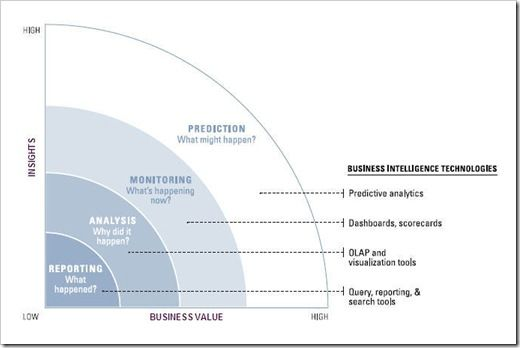 HIGH
PREDICTION
What might happen?
INSIGHTS
BUSINESS INTELLIGENCE TECHNOLOGIES
MONITORING
What's happening
now?
Predictive analytics
ANALYSIS
Why did it
happen?
Dashboards, scorecards
OLAP and
visualization tools
REPORTING
What
happened?
Query, reporting, &
search tools
LOW
BUSINESS VALUE
HIGH